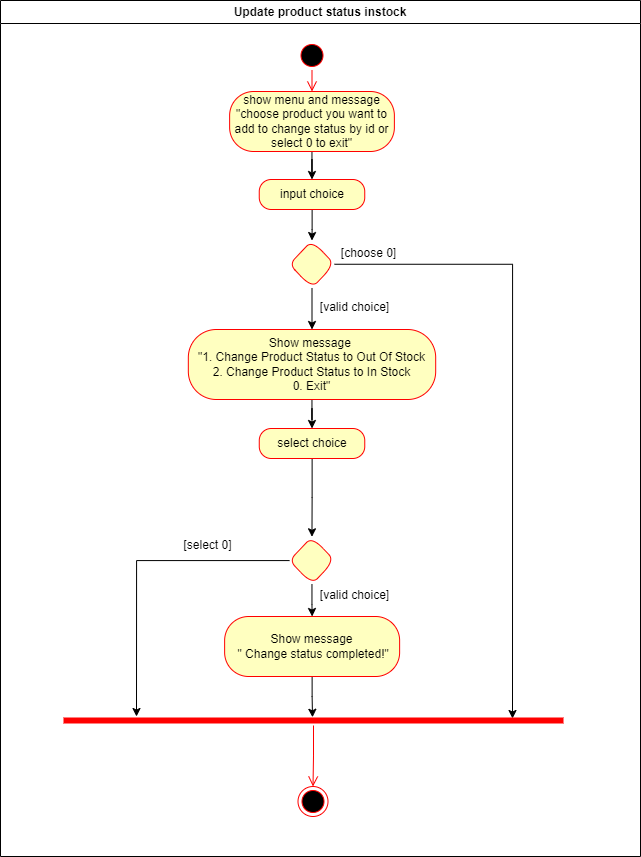 Update product status instock
show menu and message
"choose product you want to
add to change status by id or
select 0 to exit"
input choice
[choose 0]
[valid choice]
Show message
"1. Change Product Status to Out Of Stock
2. Change Product Status to In Stock
0. Exit"
select choice
[select 0]
[valid choice]
Show message
" Change status completed!"